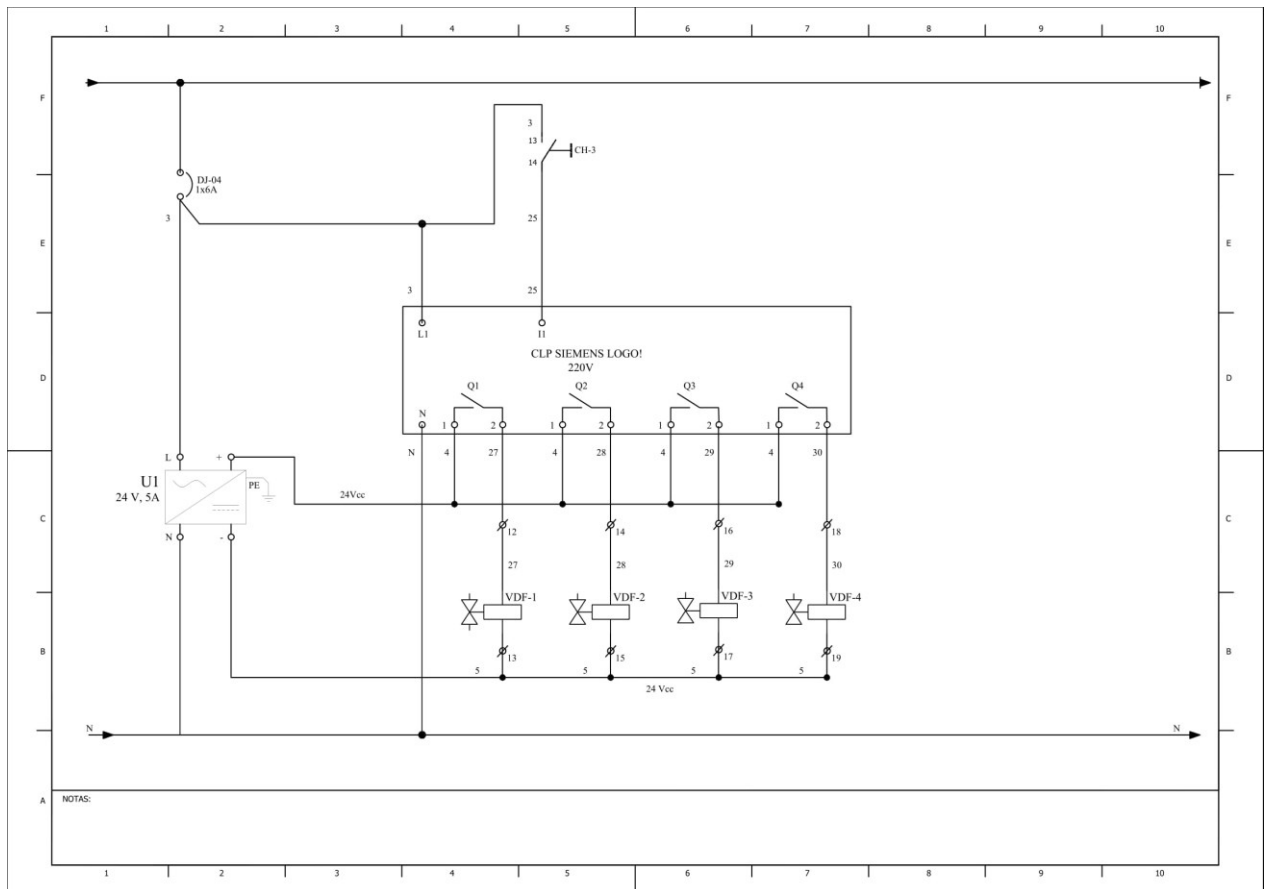 1 2 3 4 5 6 7 8 9 10
F F
3
13
CH-3
14
DJ-04
1x6A
3 25
E E
3 25
L1 I1
CLP SIEMENS LOGO!
220V
D D
Q1 Q2 Q3 Q4
N
1 2 1 2 1 2 1 2
N 4 27 4 28 4 29 4 30
L +
U1 PE
24 V, 5A
24Vcc
C C
12 14 16 18
N -
27 28 29 30
VDF-1 VDF-2 VDF-3 VDF-4
B B
13 15 17 19
5 5 5 5
24 Vcc
N N
A A
NOTAS:
1 2 3 4 5 6 7 8 9 10